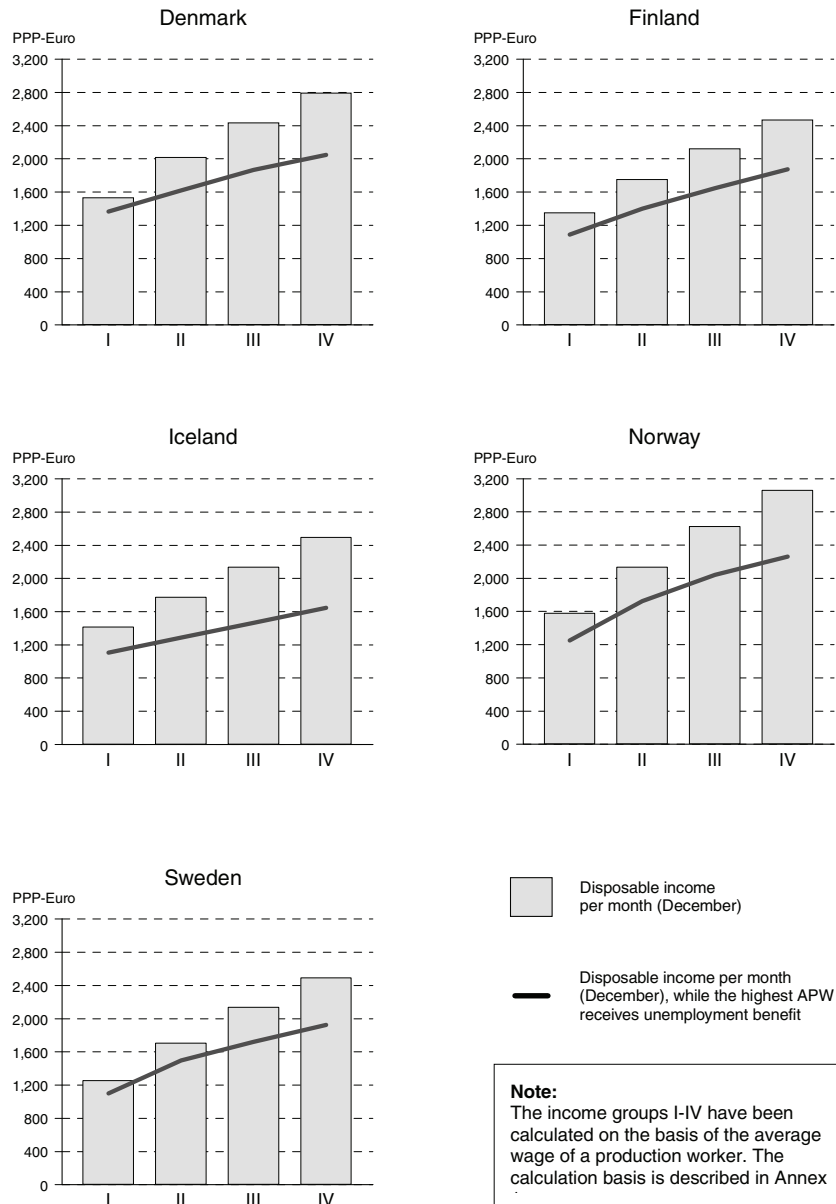 Denmark
PPP-Euro
3,200
2,800
2,400
2,000
1,600
1,200
800
400
0
I II III IV
Finland
PPP-Euro
3,200
2,800
2,400
2,000
1,600
1,200
800
400
0
I II III IV
Iceland
PPP-Euro
3,200
2,800
2,400
2,000
1,600
1,200
800
400
0
I II III IV
Norway
PPP-Euro
3,200
2,800
2,400
2,000
1,600
1,200
800
400
0
I II III IV
Sweden
PPP-Euro
3,200
2,800
2,400
2,000
1,600
1,200
800
400
0
I II III IV
Disposable income
per month (December)
Disposable income per month
(December), while the highest APW
receives unemployment benefit
Note:
The income groups I-IV have been
calculated on the basis of the average
wage of a production worker. The
calculation basis is described in Annex